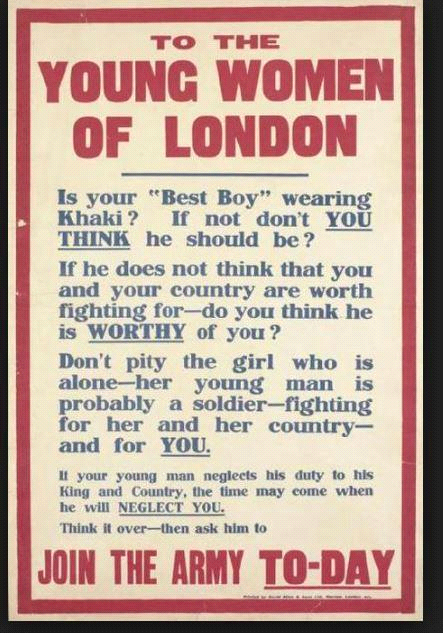 TO THE
YOUNG WOMEN
OF LONDON
Is your "Best Boy" wearing
Khaki? If not don't YOU
THINK he should be?
If he does not think that you
and your country are worth
fighting for—do you think he
is WORTHY of you?
Don't pity the girl who is
alone—her young man is
probably a soldier—fighting
for her and her country—
and for YOU.
If your young man neglects his duty to his
King and Country, the time may come when
he will NEGLECT YOU.
Think it over—then ask him to
JOIN THE ARMY TO-DAY